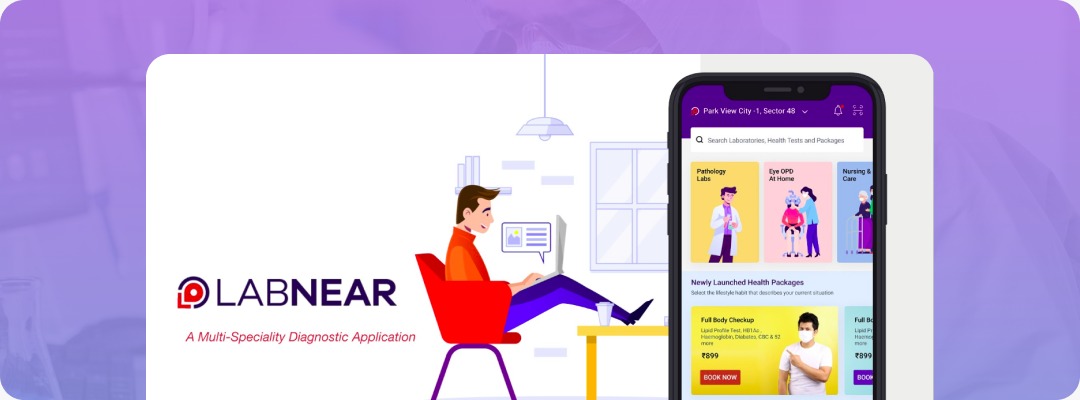 LABNEAR
A Multi-Speciality Diagnostic Application
Park View City -1, Sector 48
Search Laboratories, Health Tests and Packages
Pathology
Labs
Eye OPD
At Home
Nursing &
Care
Newly Launched Health Packages
Select the lifestyle habit that describes your current situation
Full Body Checkup
Lipid Profile Test, HB1Ac,
Haemoglobin, Diabetes, CBC & 92
more
₹899
BOOK NOW
Full Bo
Lipid Pr
Haemog
more
₹899
BOOK